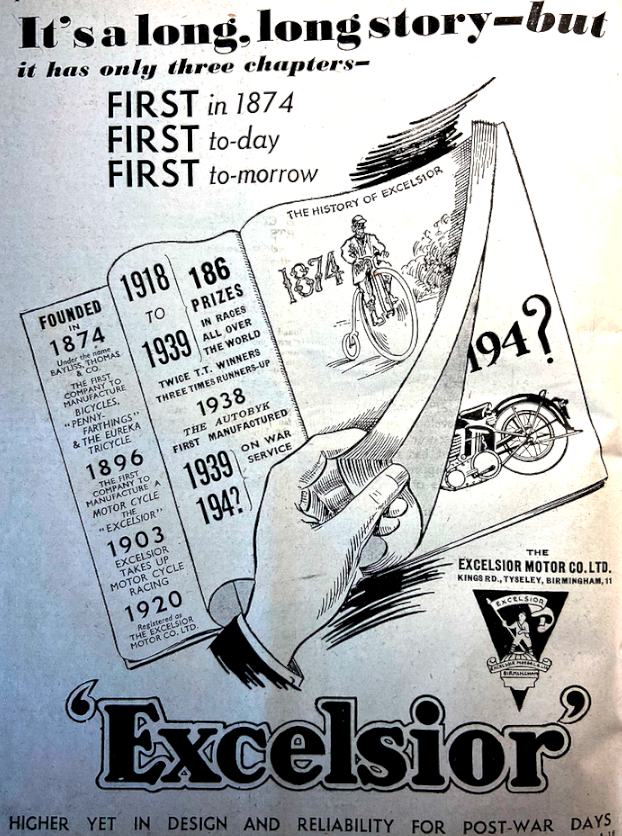 It's a long, long story—but
it has only three chapters—
FIRST in 1874
FIRST to-day
FIRST to-morrow
FOUNDED
IN
1874
Under the name
BAYLISS, THOMAS
& CO.
THE FIRST
COMPANY TO
MANUFACTURE
BICYCLES,
"PENNY-
FARTHINGS"
& THE EUREKA
TRICYCLE
1896
THE FIRST
COMPANY TO
MANUFACTURE A
MOTOR CYCLE
THE
"EXCELSIOR"
1903
EXCELSIOR
TAKES UP
MOTOR CYCLE
RACING
1920
Registered as
THE EXCELSIOR
MOTOR CO. LTD.
1918
TO
1939
186
PRIZES
IN RACES
ALL OVER
THE WORLD
TWICE T.T. WINNERS
THREE TIMES RUNNERS-UP
1938
THE AUTOBYK
FIRST MANUFACTURED
1939
194?
ON WAR
SERVICE
THE HISTORY OF EXCELSIOR
1874
194?
THE
EXCELSIOR MOTOR CO. LTD.
KINGS RD., TYSELEY, BIRMINGHAM, 11
EXCELSIOR
EXCELSIOR MOTOR Co LTD
BIRMINGHAM
'Excelsior'
HIGHER YET IN DESIGN AND RELIABILITY FOR POST-WAR DAYS